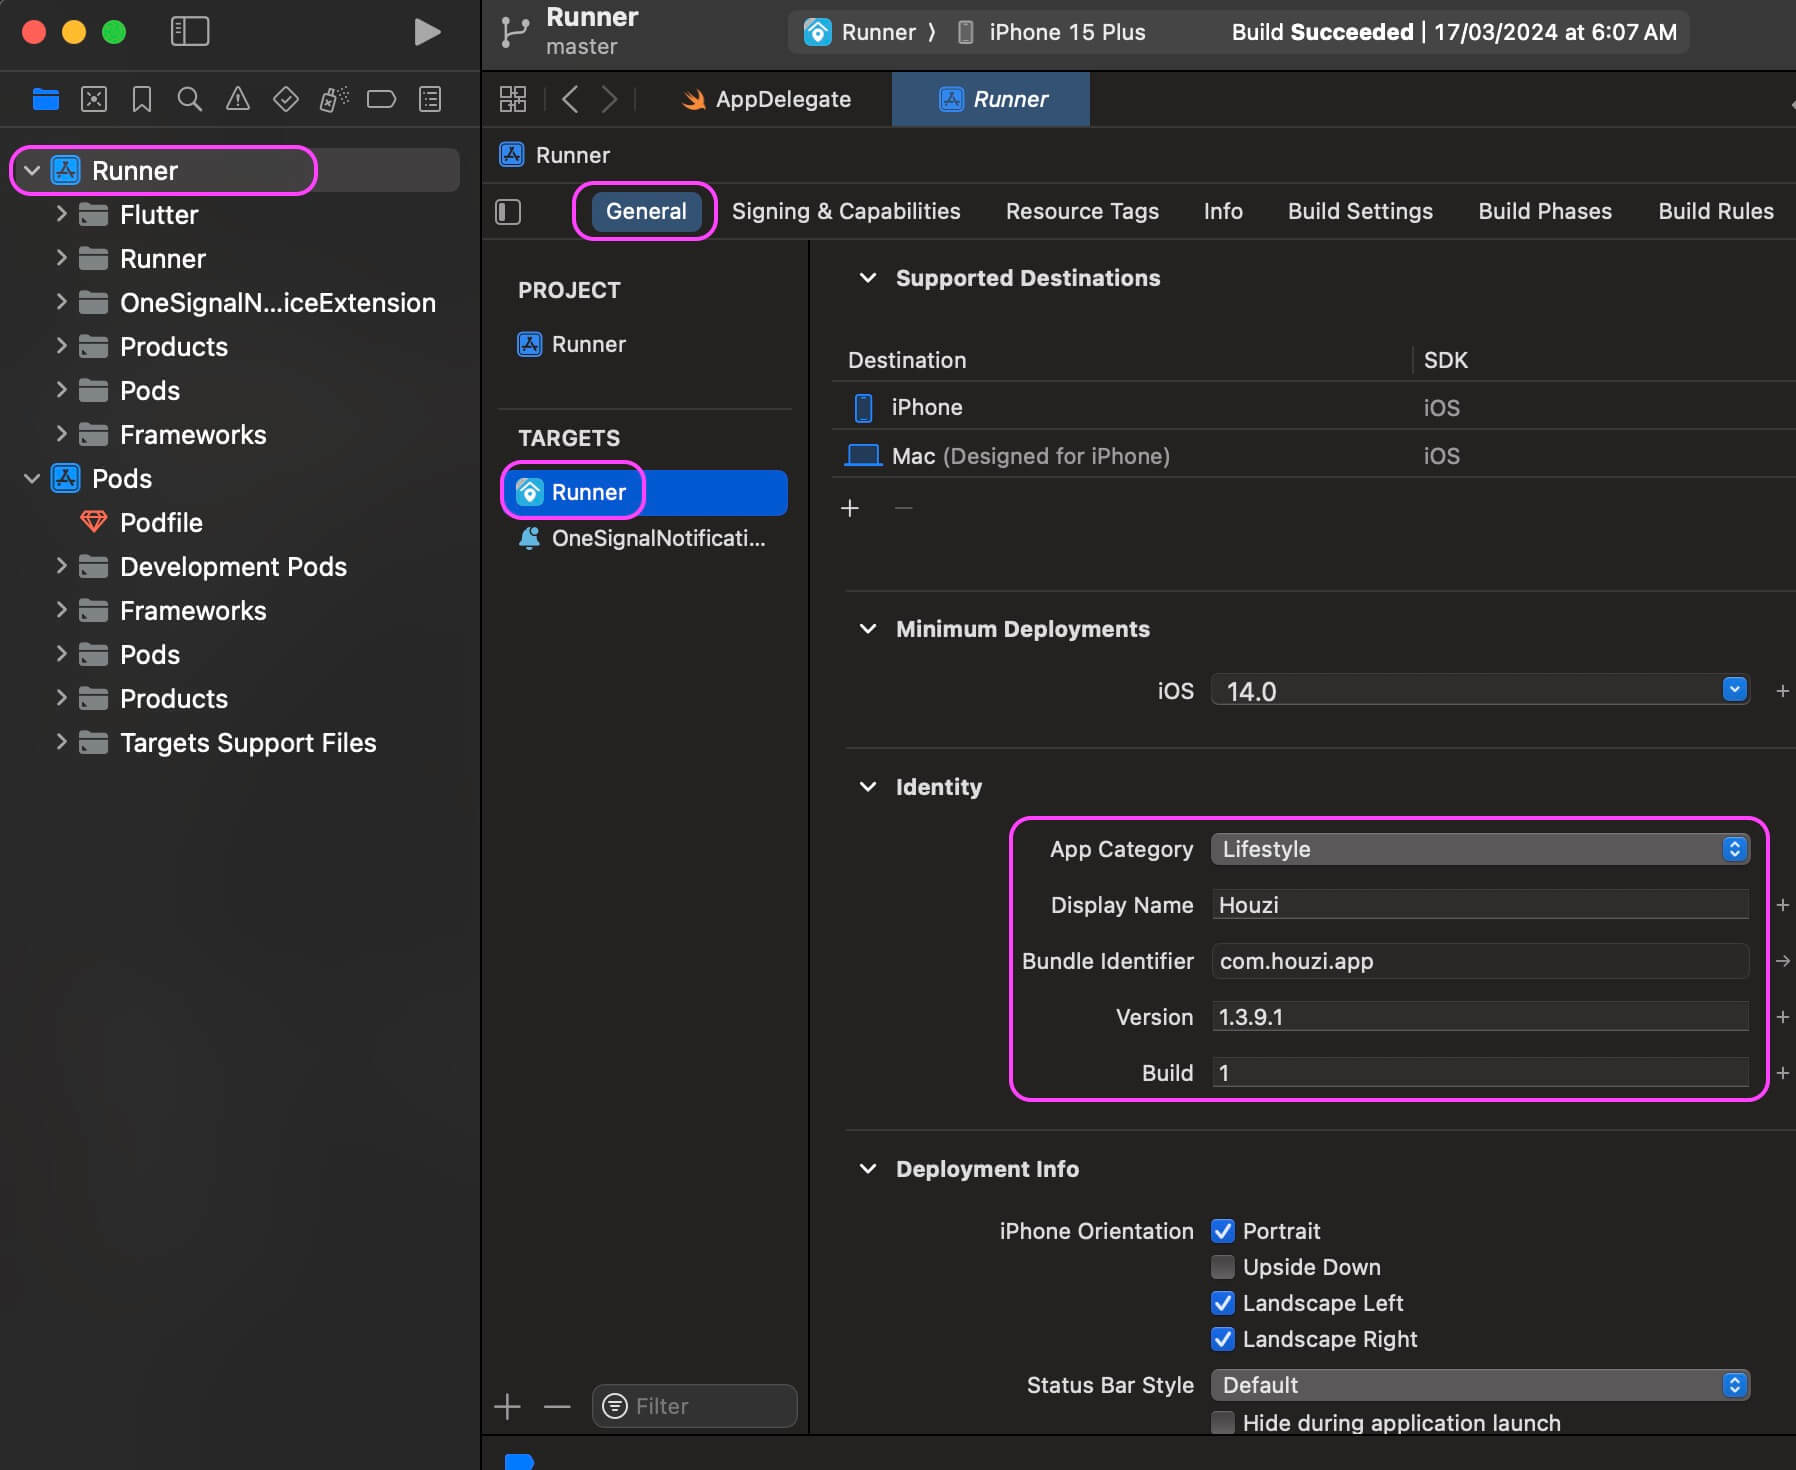 Runner
master
Runner ⟩ iPhone 15 Plus
Build Succeeded | 17/03/2024 at 6:07 AM
AppDelegate
Runner
Runner
General
Signing & Capabilities
Resource Tags
Info
Build Settings
Build Phases
Build Rules
Runner
Flutter
Runner
OneSignalN...iceExtension
Products
Pods
Frameworks
Pods
Podfile
Development Pods
Frameworks
Pods
Products
Targets Support Files
PROJECT
Runner
TARGETS
Runner
OneSignalNotificati...
Filter
Supported Destinations
Destination SDK
iPhone iOS
Mac (Designed for iPhone) iOS
Minimum Deployments
iOS 14.0
Identity
App Category Lifestyle
Display Name Houzi
Bundle Identifier com.houzi.app
Version 1.3.9.1
Build 1
Deployment Info
iPhone Orientation Portrait
Upside Down
Landscape Left
Landscape Right
Status Bar Style Default
Hide during application launch